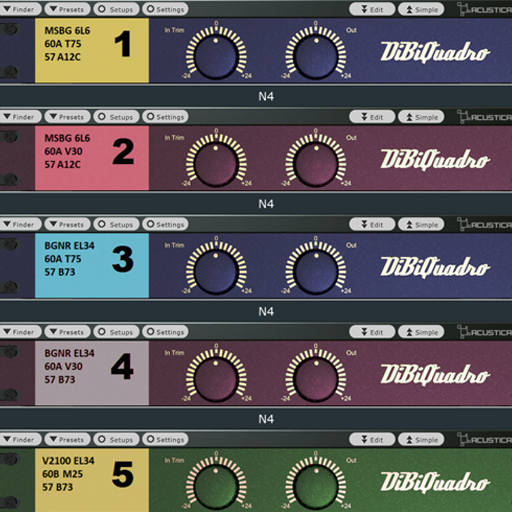 Finder Presets Setups Settings Edit Simple ACUSTICA
MSBG 6L6
60A T75
57 A12C
1
In Trim 0 -24 +24
0 Out -24 +24
DiBiQuadro
N4
Finder Presets Setups Settings Edit Simple ACUSTICA
MSBG 6L6
60A V30
57 A12C
2
In Trim 0 -24 +24
0 Out -24 +24
DiBiQuadro
N4
Finder Presets Setups Settings Edit Simple ACUSTICA
BGNR EL34
60A T75
57 B73
3
In Trim 0 -24 +24
0 Out -24 +24
DiBiQuadro
N4
Finder Presets Setups Settings Edit Simple ACUSTICA
BGNR EL34
60A V30
57 B73
4
In Trim 0 -24 +24
0 Out -24 +24
DiBiQuadro
N4
Finder Presets Setups Settings Edit Simple ACUSTICA
V2100 EL34
60B M25
57 B73
5
In Trim 0 -24 +24
0 Out -24 +24
DiBiQuadro